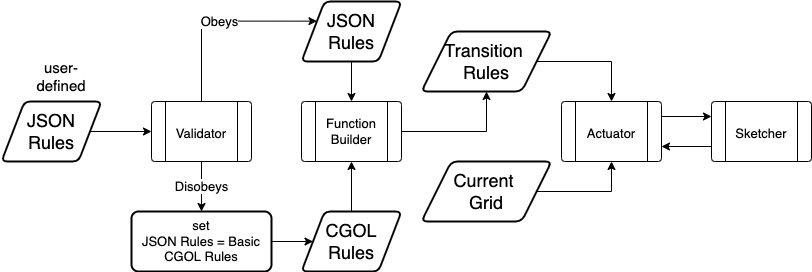 Obeys
JSON
Rules
user-
defined
JSON
Rules
Validator
Function
Builder
Transition
Rules
Actuator
Sketcher
Disobeys
set
JSON Rules = Basic
CGOL Rules
CGOL
Rules
Current
Grid